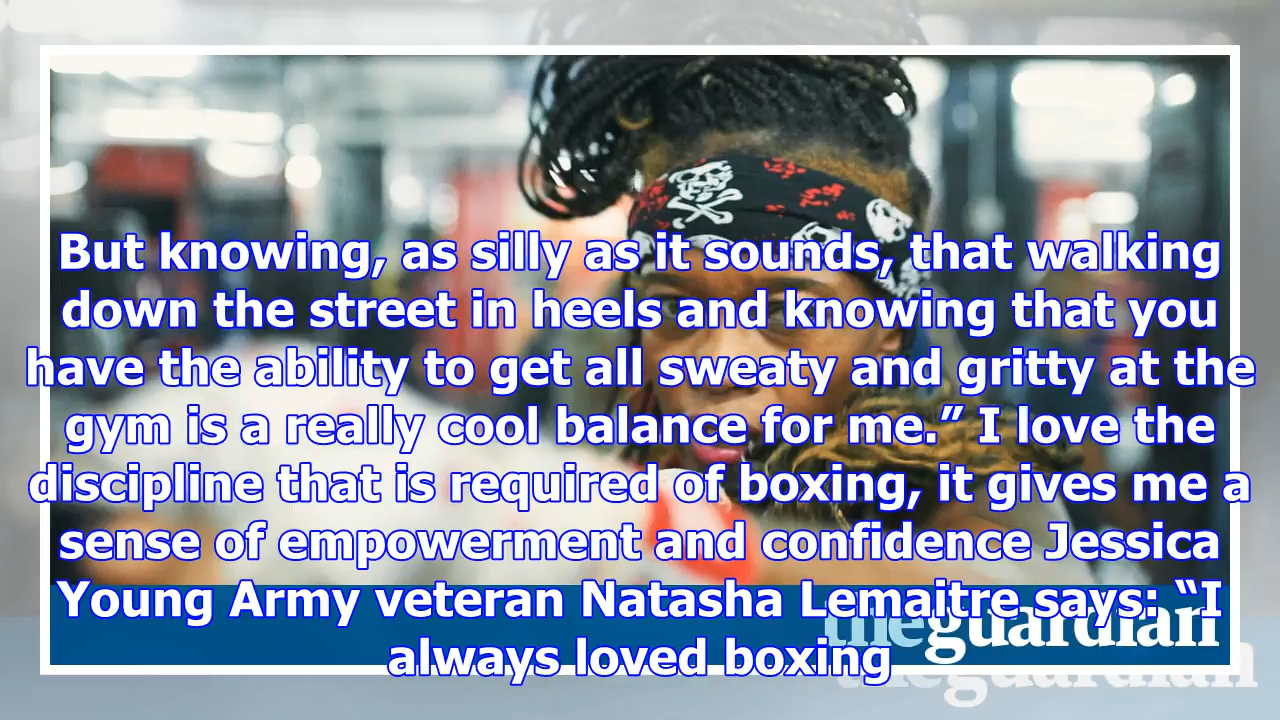 But knowing, as silly as it sounds, that walking
down the street in heels and knowing that you
have the ability to get all sweaty and gritty at the
gym is a really cool balance for me.” I love the
discipline that is required of boxing, it gives me a
sense of empowerment and confidence Jessica
Young Army veteran Natasha Lemaitre says: “I
always loved boxing
theguardian
theguardian